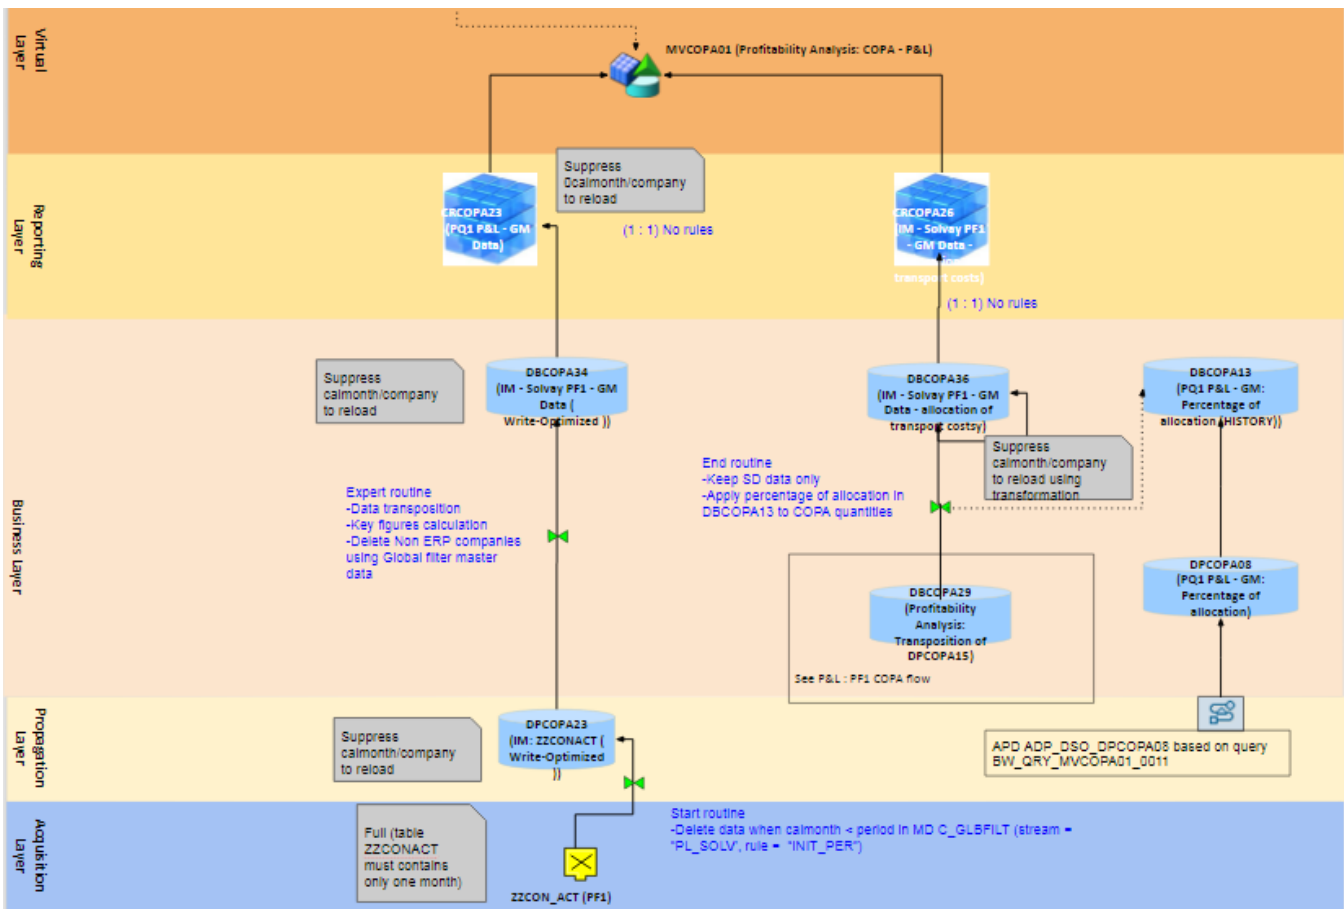 Virtual
Layer
MVCOPA01 (Profitability Analysis: COPA - P&L)
Reporting
Layer
CRCOPA23
(PQ1 P&L - GM
Data)
Suppress
0calmonth/company
to reload
(1 : 1) No rules
CRCOPA26
(IM - Solvay PF1
- GM Data -
transport costs)
(1 : 1) No rules
Business Layer
Suppress
calmonth/company
to reload
DBCOPA34
(IM - Solvay PF1 - GM
Data (
Write-Optimized ))
DBCOPA36
(IM - Solvay PF1 - GM
Data - allocation of
transport costsy)
DBCOPA13
(PQ1 P&L - GM:
Percentage of
allocation (HISTORY))
Suppress
calmonth/company
to reload using
transformation
End routine
-Keep SD data only
-Apply percentage of allocation in
DBCOPA13 to COPA quantities
Expert routine
-Data transposition
-Key figures calculation
-Delete Non ERP companies
using Global filter master
data
DBCOPA29
(Profitability
Analysis:
Transposition of
DPCOPA15)
See P&L : PF1 COPA flow
DPCOPA08
(PQ1 P&L - GM:
Percentage of
allocation)
Propagation
Layer
Suppress
calmonth/company
to reload
DPCOPA23
(IM: ZZCONACT (
Write-Optimized
))
APD ADP_DSO_DPCOPA08 based on query
BW_QRY_MVCOPA01_0011
Acquisition
Layer
Full (table
ZZCONACT
must contains
only one month)
ZZCON_ACT (PF1)
Start routine
-Delete data when calmonth < period in MD C_GLBFILT (stream =
"PL_SOLV', rule = "INIT_PER")